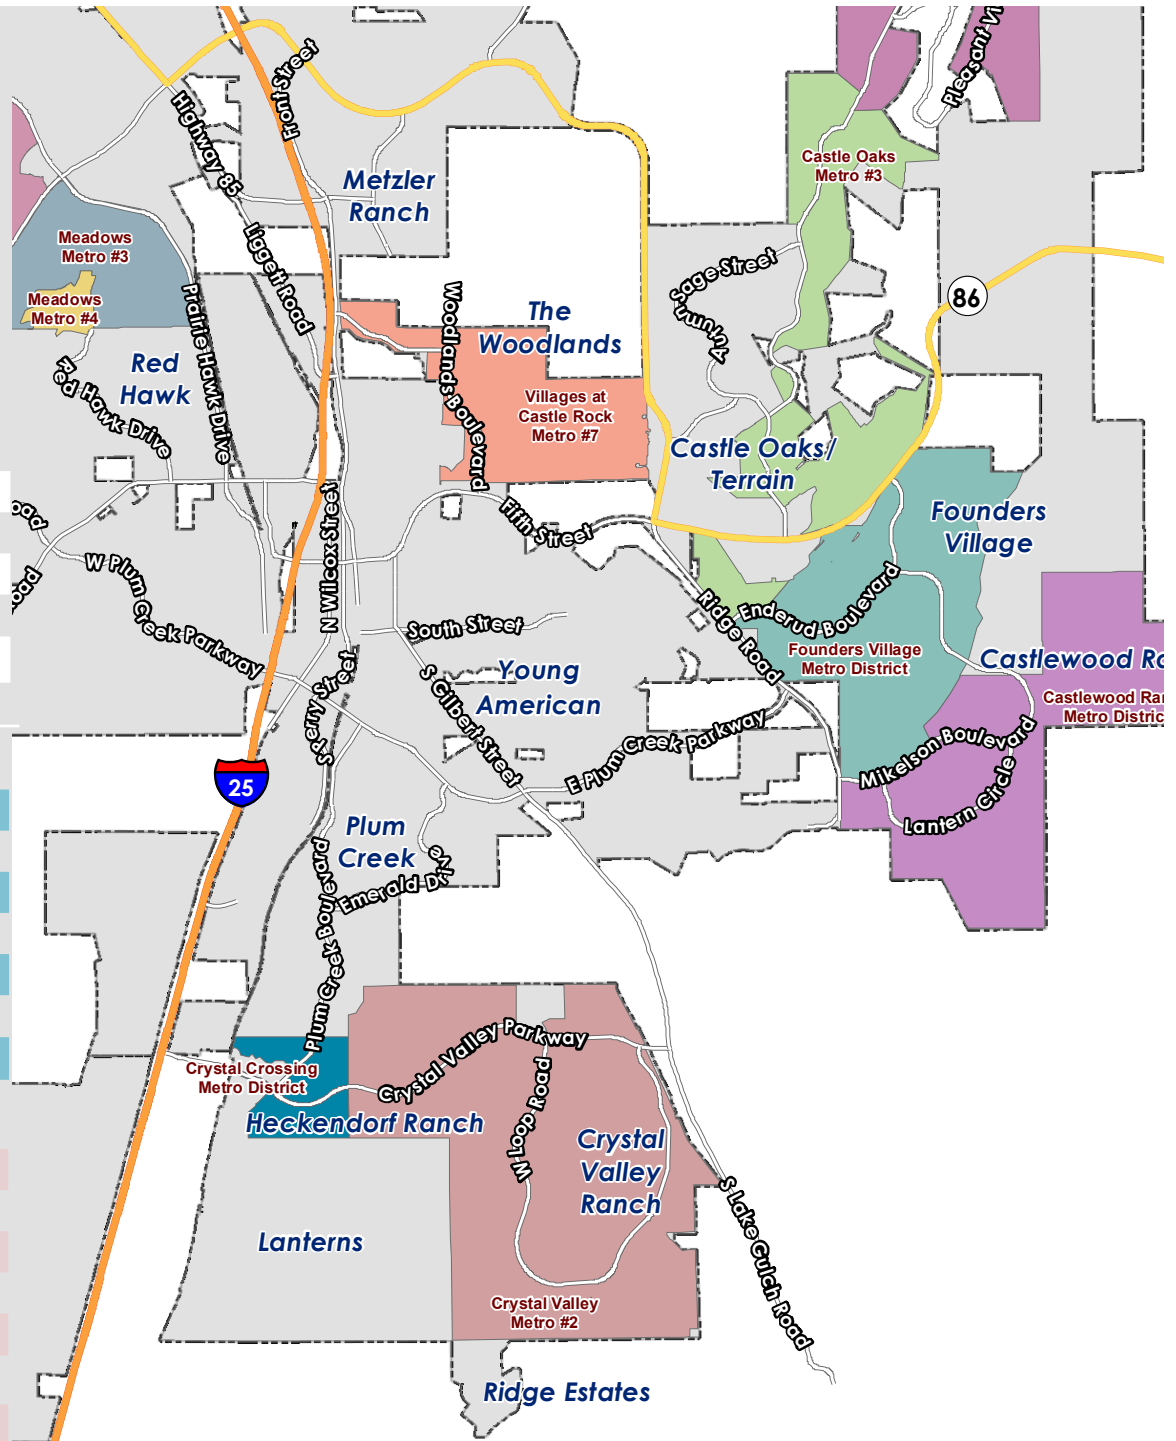 Pleasant Vi
Front Street
Highway 85
Castle Oaks
Metro #3
Metzler
Ranch
Meadows
Metro #3
Liggett Road
Sage Street
86
Meadows
Metro #4
Prairie Hawk Drive
Woodlands Boulevard
The
Woodlands
Autumn
Red
Hawk
Red Hawk Drive
Villages at
Castle Rock
Metro #7
Castle Oaks/
Terrain
oad
Fifth Street
Founders
Village
N Wilcox Street
W Plum Creek Parkway
oad
Ridge Road
Enderud Boulevard
South Street
Founders Village
Metro District
Castlewood Ra
Young
American
S Perry Street
S Gilbert Street
Castlewood Ran
Metro Distric
E Plum Creek Parkway
Mikelson Boulevard
25
Lantern Circle
Plum
Creek
Emerald Drive
Plum Creek Boulevard
Crystal Valley Parkway
Crystal Crossing
Metro District
W Loop Road
Heckendorf Ranch
Crystal
Valley
Ranch
S Lake Gulch Road
Lanterns
Crystal Valley
Metro #2
Ridge Estates